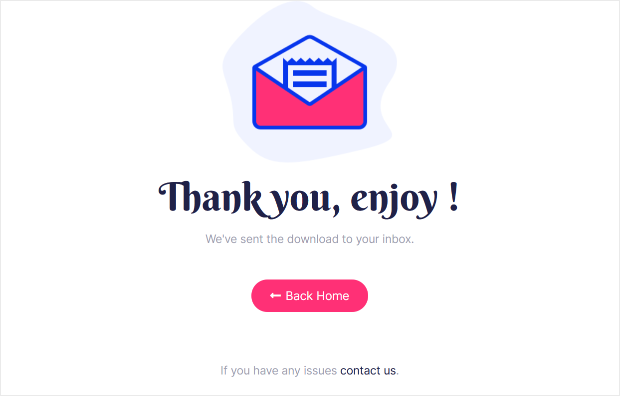 Thank you, enjoy !
We've sent the download to your inbox.
← Back Home
If you have any issues contact us.